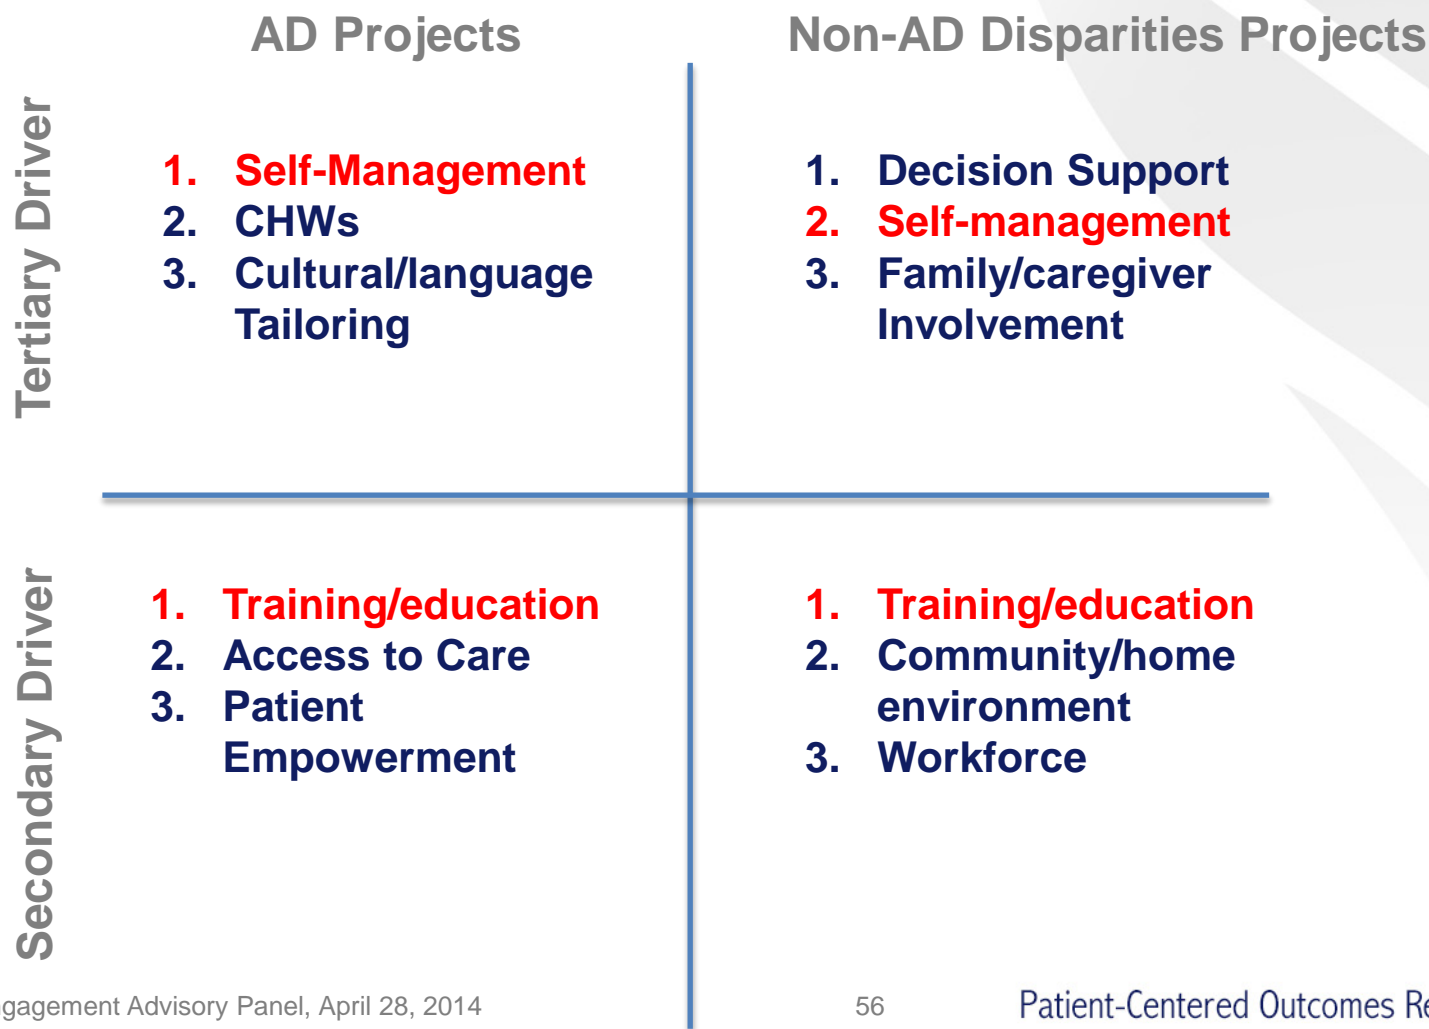 AD Projects
Non-AD Disparities Projects
Tertiary Driver
1. Self-Management
2. CHWs
3. Cultural/language
Tailoring
1. Decision Support
2. Self-management
3. Family/caregiver
Involvement
Secondary Driver
1. Training/education
2. Access to Care
3. Patient
Empowerment
1. Training/education
2. Community/home
environment
3. Workforce
Advisory Panel, April 28, 2014
56
Patient-Centered Outcomes